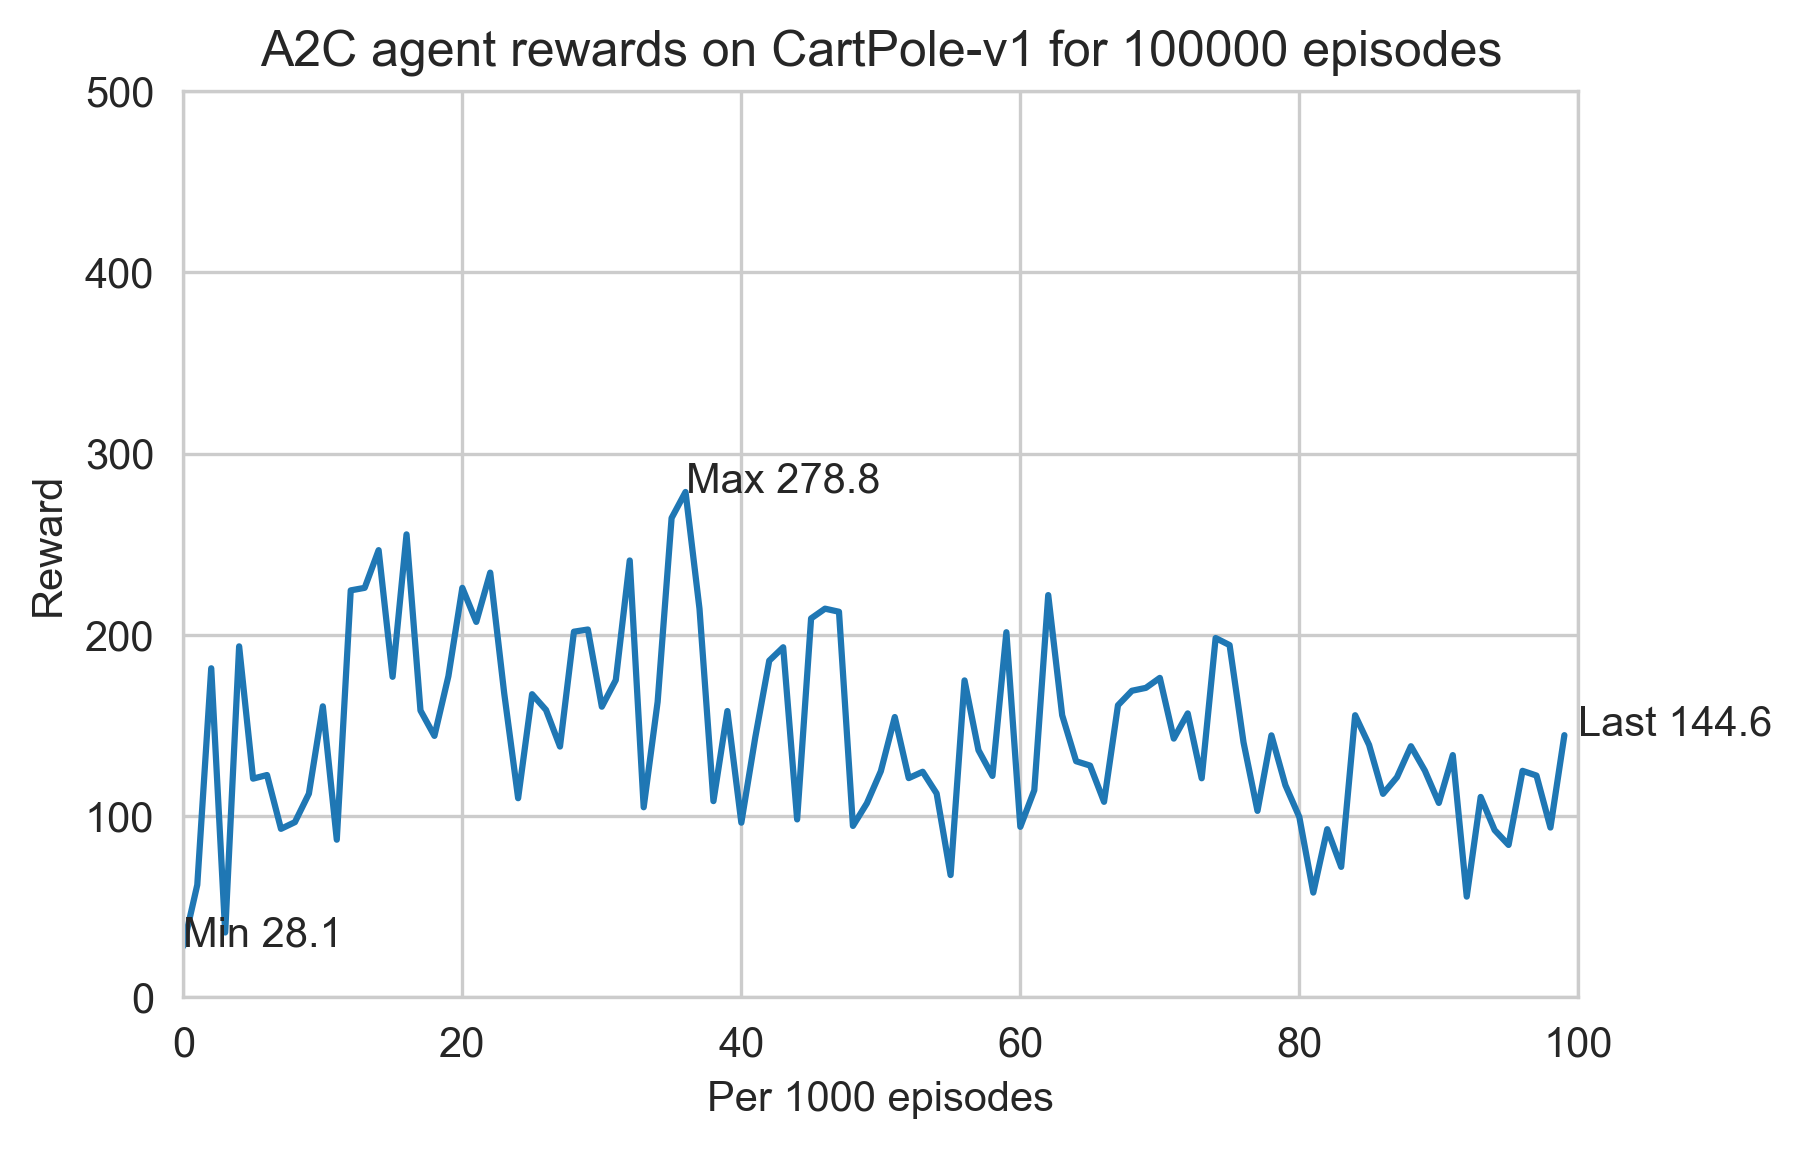 A2C agent rewards on CartPole-v1 for 100000 episodes
500
400
300
200
100
0
Reward
Max 278.8
Last 144.6
Min 28.1
0 20 40 60 80 100
Per 1000 episodes